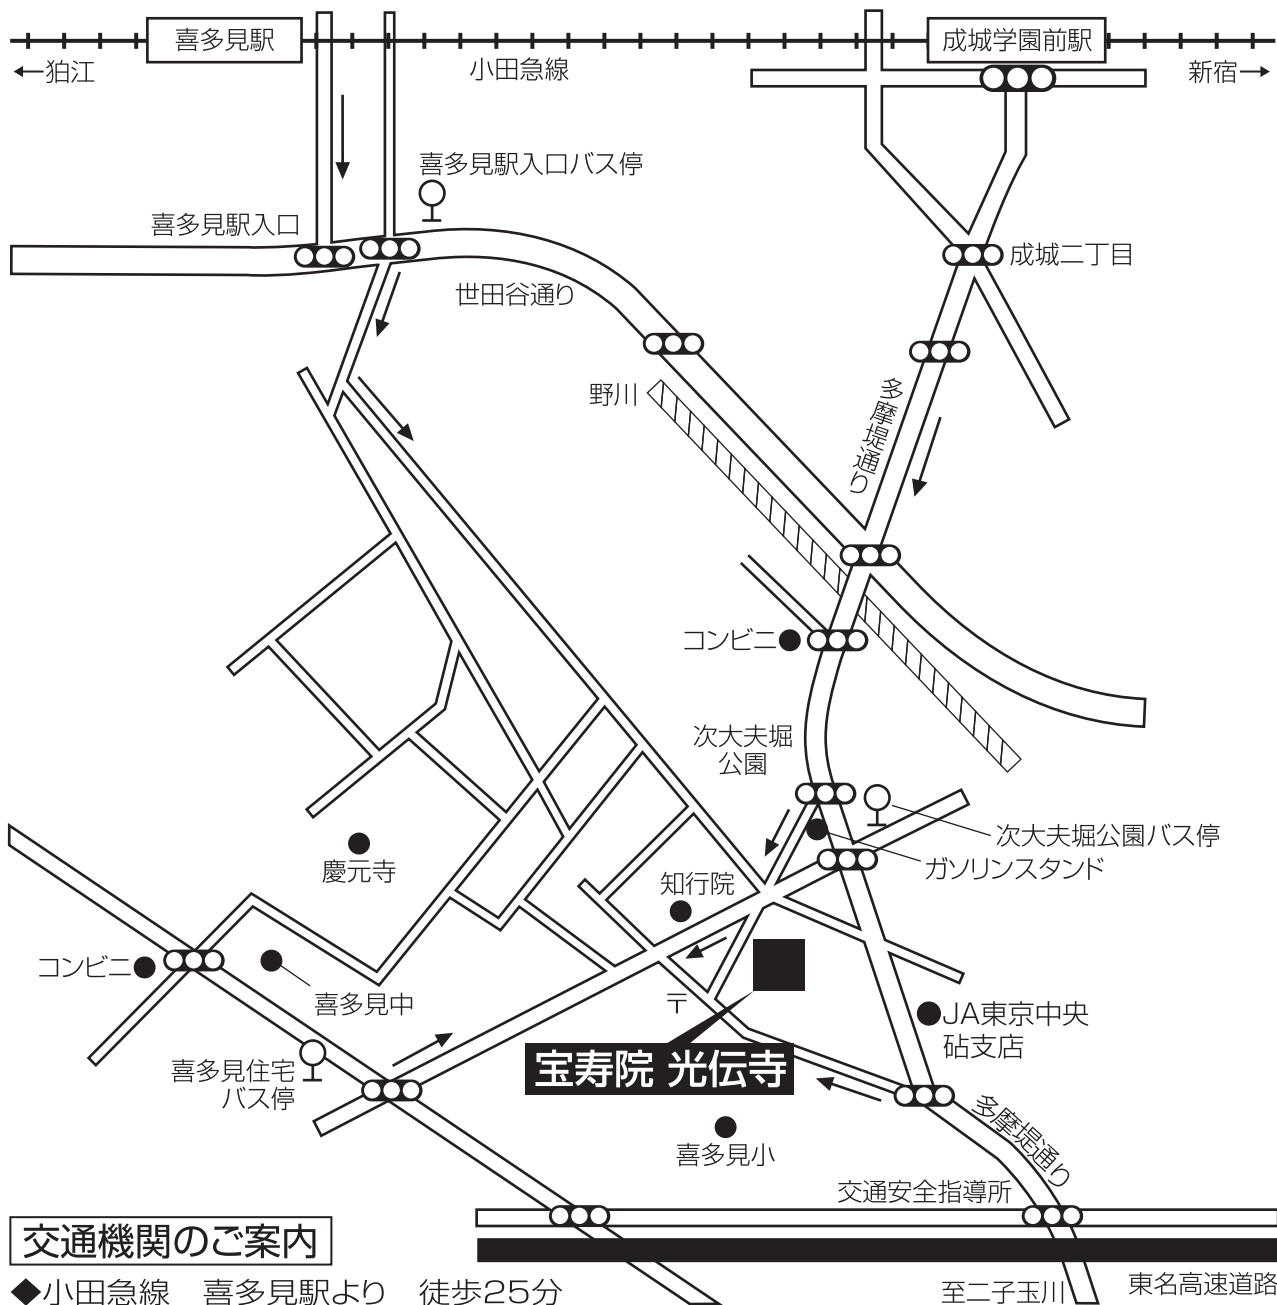 喜多見駅
成城学園前駅
←狛江
小田急線
新宿→
喜多見駅入口バス停
喜多見駅入口
成城二丁目
世田谷通り
野川
多摩堤通り
コンビニ
次大夫堀
公園
次大夫堀公園バス停
ガソリンスタンド
慶元寺
知行院
コンビニ
喜多見中
〒
JA東京中央
砧支店
宝寿院 光伝寺
喜多見住宅
バス停
多摩堤通り
喜多見小
交通安全指導所
交通機関のご案内
東名高速道路
至二子玉川
◆小田急線 喜多見駅より 徒歩25分